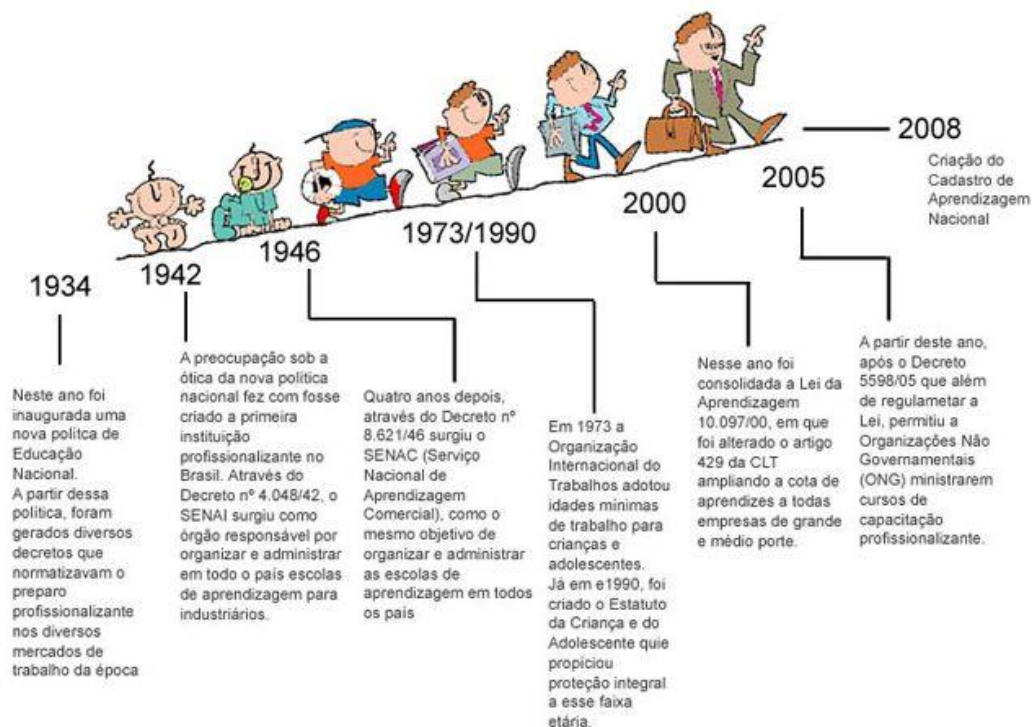 1934
Neste ano foi
inaugurada uma
nova polítca de
Educação
Nacional.
A partir dessa
política, foram
gerados diversos
decretos que
normatizavam o
preparo
profissionalizante
nos diversos
mercados de
trabalho da época
1942
A preocupação sob a
ótica da nova política
nacional fez com fosse
criado a primeira
instituição
profissionalizante no
Brasil. Através do
Decreto nº 4.048/42, o
SENAI surgiu como
órgão responsável por
organizar e administrar
em todo o país escolas
de aprendizagem para
industriários.
1946
Quatro anos depois,
através do Decreto nº
8.621/46 surgiu o
SENAC (Serviço
Nacional de
Aprendizagem
Comercial), como o
mesmo objetivo de
organizar e administrar
as escolas de
aprendizagem em todos
os país
1973/1990
Em 1973 a
Organização
Internacional do
Trabalhos adotou
idades mínimas
de trabalho para
crianças e
adolescentes.
Já em e1990, foi
criado o Estatuto
da Criança e do
Adolescente quie
propiciou
proteção integral
a esse faixa
etária.
2000
Nesse ano foi
consolidada a Lei da
Aprendizagem
10.097/00, em que
foi alterado o artigo
429 da CLT
ampliando a cota de
aprendizes a todas
empresas de grande
e médio porte.
2005
A partir deste ano,
após o Decreto
5598/05 que além
de regulametar a
Lei, permitiu a
Organizações Não
Governamentais
(ONG) ministrarem
cursos de
capacitação
profissionalizante.
2008
Criação do
Cadastro de
Aprendizagem
Nacional